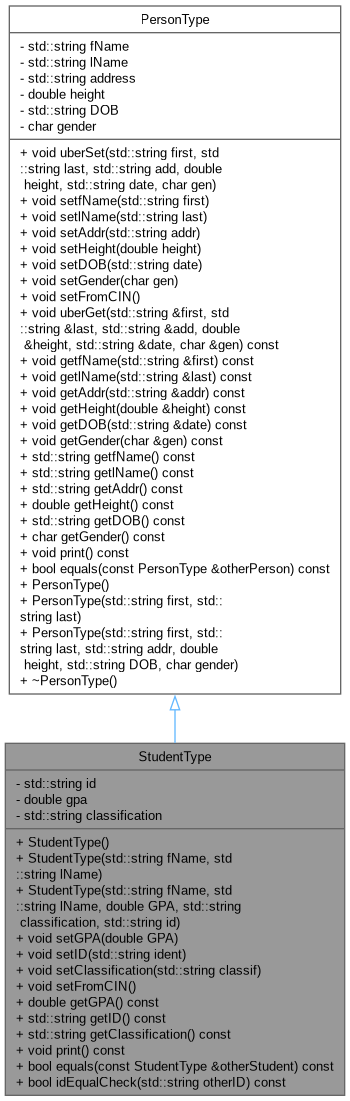 PersonType
- std::string fName
- std::string lName
- std::string address
- double height
- std::string DOB
- char gender
+ void uberSet(std::string first, std
::string last, std::string add, double
height, std::string date, char gen)
+ void setfName(std::string first)
+ void setlName(std::string last)
+ void setAddr(std::string addr)
+ void setHeight(double height)
+ void setDOB(std::string date)
+ void setGender(char gen)
+ void setFromCIN()
+ void uberGet(std::string &first, std
::string &last, std::string &add, double
&height, std::string &date, char &gen) const
+ void getfName(std::string &first) const
+ void getlName(std::string &last) const
+ void getAddr(std::string &addr) const
+ void getHeight(double &height) const
+ void getDOB(std::string &date) const
+ void getGender(char &gen) const
+ std::string getfName() const
+ std::string getlName() const
+ std::string getAddr() const
+ double getHeight() const
+ std::string getDOB() const
+ char getGender() const
+ void print() const
+ bool equals(const PersonType &otherPerson) const
+ PersonType()
+ PersonType(std::string first, std::
string last)
+ PersonType(std::string first, std::
string last, std::string addr, double
height, std::string DOB, char gender)
+ ~PersonType()
StudentType
- std::string id
- double gpa
- std::string classification
+ StudentType()
+ StudentType(std::string fName, std
::string lName)
+ StudentType(std::string fName, std
::string lName, double GPA, std::string
classification, std::string id)
+ void setGPA(double GPA)
+ void setID(std::string ident)
+ void setClassification(std::string classif)
+ void setFromCIN()
+ double getGPA() const
+ std::string getID() const
+ std::string getClassification() const
+ void print() const
+ bool equals(const StudentType &otherStudent) const
+ bool idEqualCheck(std::string otherID) const